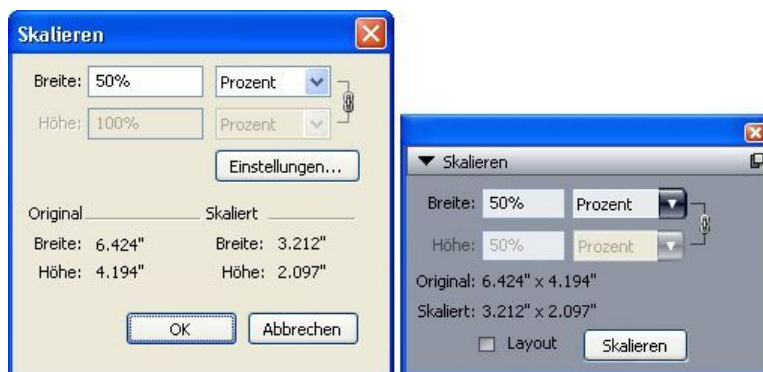 Skalieren
Breite: 50% Prozent
Höhe: 100% Prozent
Einstellungen...
Original Skaliert
Breite: 6.424" Breite: 3.212"
Höhe: 4.194" Höhe: 2.097"
OK Abbrechen
Skalieren
Breite: 50% Prozent
Höhe: 50% Prozent
Original: 6.424" x 4.194"
Skaliert: 3.212" x 2.097"
Layout Skalieren